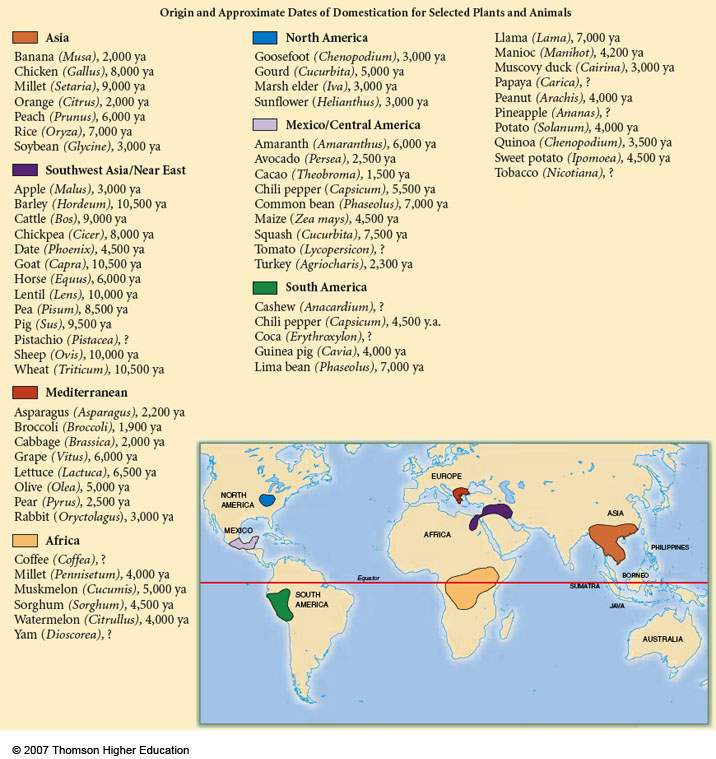 Origin and Approximate Dates of Domestication for Selected Plants and Animals
Asia
Banana (Musa), 2,000 ya
Chicken (Gallus), 8,000 ya
Millet (Setaria), 9,000 ya
Orange (Citrus), 2,000 ya
Peach (Prunus), 6,000 ya
Rice (Oryza), 7,000 ya
Soybean (Glycine), 3,000 ya
Southwest Asia/Near East
Apple (Malus), 3,000 ya
Barley (Hordeum), 10,500 ya
Cattle (Bos), 9,000 ya
Chickpea (Cicer), 8,000 ya
Date (Phoenix), 4,500 ya
Goat (Capra), 10,500 ya
Horse (Equus), 6,000 ya
Lentil (Lens), 10,000 ya
Pea (Pisum), 8,500 ya
Pig (Sus), 9,500 ya
Pistachio (Pistacea), ?
Sheep (Ovis), 10,000 ya
Wheat (Triticum), 10,500 ya
Mediterranean
Asparagus (Asparagus), 2,200 ya
Broccoli (Broccoli), 1,900 ya
Cabbage (Brassica), 2,000 ya
Grape (Vitus), 6,000 ya
Lettuce (Lactuca), 6,500 ya
Olive (Olea), 5,000 ya
Pear (Pyrus), 2,500 ya
Rabbit (Oryctolagus), 3,000 ya
Africa
Coffee (Coffea), ?
Millet (Pennisetum), 4,000 ya
Muskmelon (Cucumis), 5,000 ya
Sorghum (Sorghum), 4,500 ya
Watermelon (Citrullus), 4,000 ya
Yam (Dioscorea), ?
North America
Goosefoot (Chenopodium), 3,000 ya
Gourd (Cucurbita), 5,000 ya
Marsh elder (Iva), 3,000 ya
Sunflower (Helianthus), 3,000 ya
Mexico/Central America
Amaranth (Amaranthus), 6,000 ya
Avocado (Persea), 2,500 ya
Cacao (Theobroma), 1,500 ya
Chili pepper (Capsicum), 5,500 ya
Common bean (Phaseolus), 7,000 ya
Maize (Zea mays), 4,500 ya
Squash (Cucurbita), 7,500 ya
Tomato (Lycopersicon), ?
Turkey (Agriocharis), 2,300 ya
South America
Cashew (Anacardium), ?
Chili pepper (Capsicum), 4,500 y.a.
Coca (Erythroxylon), ?
Guinea pig (Cavia), 4,000 ya
Lima bean (Phaseolus), 7,000 ya
Llama (Lama), 7,000 ya
Manioc (Manihot), 4,200 ya
Muscovy duck (Cairina), 3,000 ya
Papaya (Carica), ?
Peanut (Arachis), 4,000 ya
Pineapple (Ananas), ?
Potato (Solanum), 4,000 ya
Quinoa (Chenopodium), 3,500 ya
Sweet potato (Ipomoea), 4,500 ya
Tobacco (Nicotiana), ?
NORTH
AMERICA
MEXICO
EUROPE
AFRICA
ASIA
PHILIPPINES
Equator
SOUTH
AMERICA
SUMATRA
BORNEO
JAVA
AUSTRALIA
© 2007 Thomson Higher Education